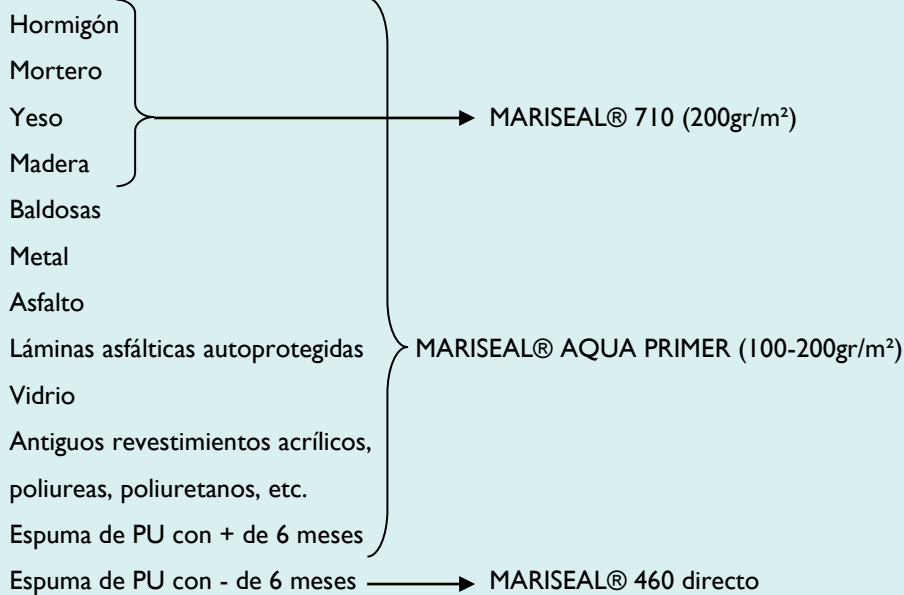 Hormigón
Mortero
Yeso
MARISEAL® 710 (200gr/m²)
Madera
Baldosas
Metal
Asfalto
Láminas asfálticas autoprotegidas
MARISEAL® AQUA PRIMER (100-200gr/m²)
Vidrio
Antiguos revestimientos acrílicos,
poliureas, poliuretanos, etc.
Espuma de PU con + de 6 meses
Espuma de PU con - de 6 meses
MARISEAL® 460 directo